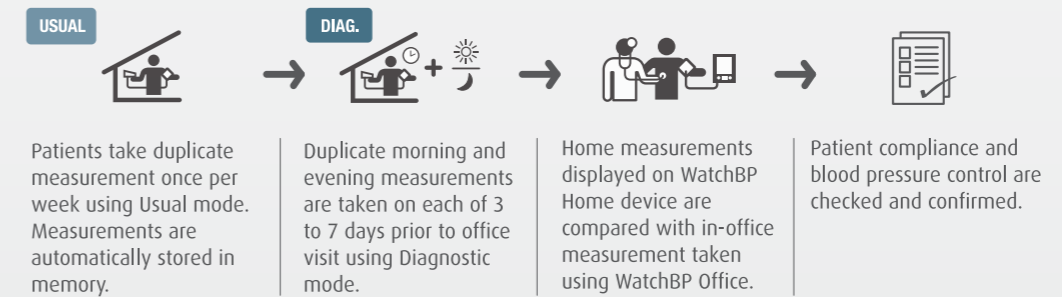 USUAL
DIAG.
Patients take duplicate
measurement once per
week using Usual mode.
Measurements are
automatically stored in
memory.
Duplicate morning and
evening measurements
are taken on each of 3
to 7 days prior to office
visit using Diagnostic
mode.
Home measurements
displayed on WatchBP
Home device are
compared with in-office
measurement taken
using WatchBP Office.
Patient compliance and
blood pressure control are
checked and confirmed.